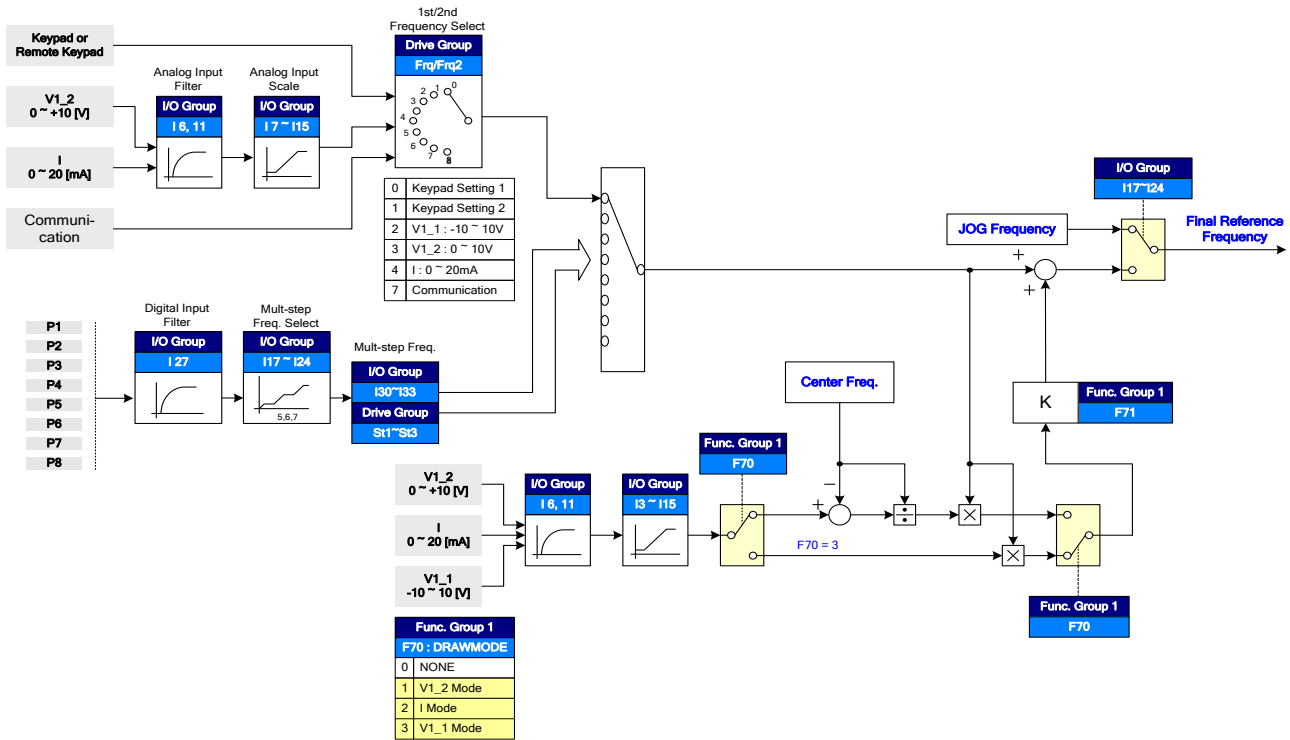 1st/2nd
Frequency Select
Keypad or
Remote Keypad
Drive Group
Frq/Frq2
Analog Input
Filter
Analog Input
Scale
V1_2
0 ~ +10 [V]
I/O Group
I 6, 11
I/O Group
I 7 ~ I15
0
1
2
3
4
5
6
7
8
I
0 ~ 20 [mA]
Communi-
cation
0 Keypad Setting 1
1 Keypad Setting 2
2 V1_1 : -10 ~ 10V
3 V1_2 : 0 ~ 10V
4 I : 0 ~ 20mA
7 Communication
I/O Group
I17~I24
JOG Frequency
Final Reference
Frequency
+
+
Digital Input
Filter
Mult-step
Freq. Select
P1
P2
P3
P4
P5
P6
P7
P8
I/O Group
I 27
I/O Group
I17 ~ I24
5,6,7
Mult-step Freq.
I/O Group
I30~I33
Drive Group
St1~St3
Center Freq.
K
Func. Group 1
F71
Func. Group 1
F70
V1_2
0 ~ +10 [V]
I
0 ~ 20 [mA]
V1_1
-10 ~ 10 [V]
I/O Group
I 6, 11
I/O Group
I3 ~ I15
−
+
÷
×
×
F70 = 3
Func. Group 1
F70
Func. Group 1
F70 : DRAWMODE
0 NONE
1 V1_2 Mode
2 I Mode
3 V1_1 Mode